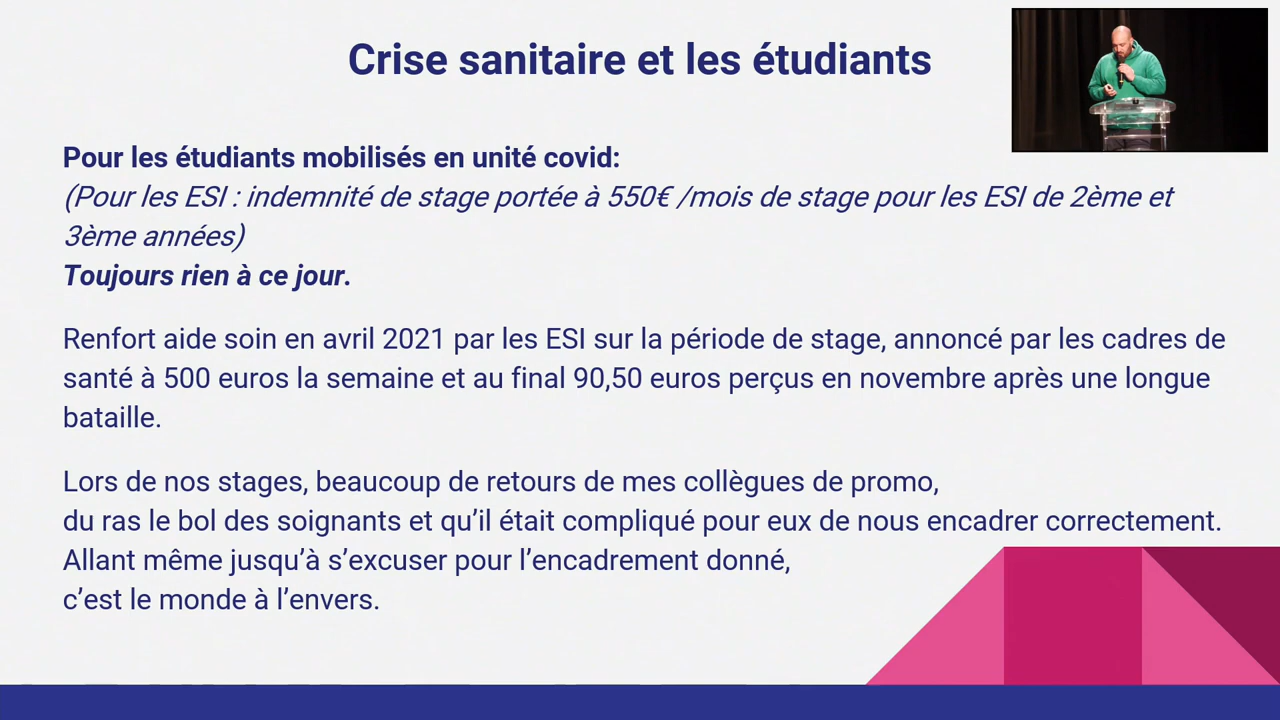 Crise sanitaire et les étudiants
Pour les étudiants mobilisés en unité covid:
(Pour les ESI : indemnité de stage portée à 550€ /mois de stage pour les ESI de 2ème et
3ème années)
Toujours rien à ce jour.
Renfort aide soin en avril 2021 par les ESI sur la période de stage, annoncé par les cadres de
santé à 500 euros la semaine et au final 90,50 euros perçus en novembre après une longue
bataille.
Lors de nos stages, beaucoup de retours de mes collègues de promo,
du ras le bol des soignants et qu’il était compliqué pour eux de nous encadrer correctement.
Allant même jusqu’à s’excuser pour l’encadrement donné,
c’est le monde à l’envers.